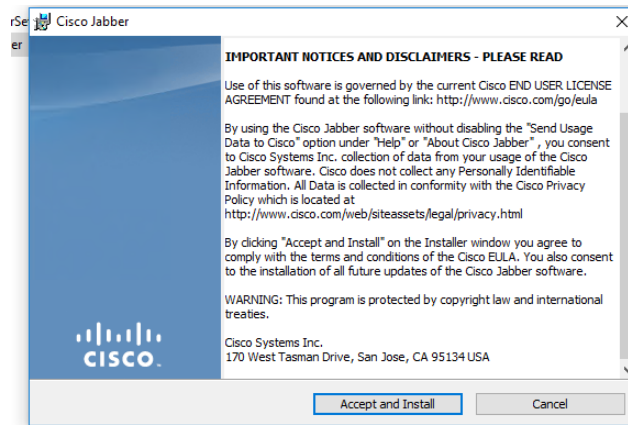 rSe
Cisco Jabber
er
IMPORTANT NOTICES AND DISCLAIMERS - PLEASE READ
Use of this software is governed by the current Cisco END USER LICENSE
AGREEMENT found at the following link: http://www.cisco.com/go/eula
By using the Cisco Jabber software without disabling the "Send Usage
Data to Cisco" option under "Help" or "About Cisco Jabber" , you consent
to Cisco Systems Inc. collection of data from your usage of the Cisco
Jabber software. Cisco does not collect any Personally Identifiable
Information. All Data is collected in conformity with the Cisco Privacy
Policy which is located at
http://www.cisco.com/web/siteassets/legal/privacy.html
By clicking "Accept and Install" on the Installer window you agree to
comply with the terms and conditions of the Cisco EULA. You also consent
to the installation of all future updates of the Cisco Jabber software.
WARNING: This program is protected by copyright law and international
treaties.
Cisco Systems Inc.
170 West Tasman Drive, San Jose, CA 95134 USA
CISCO.
Accept and Install
Cancel